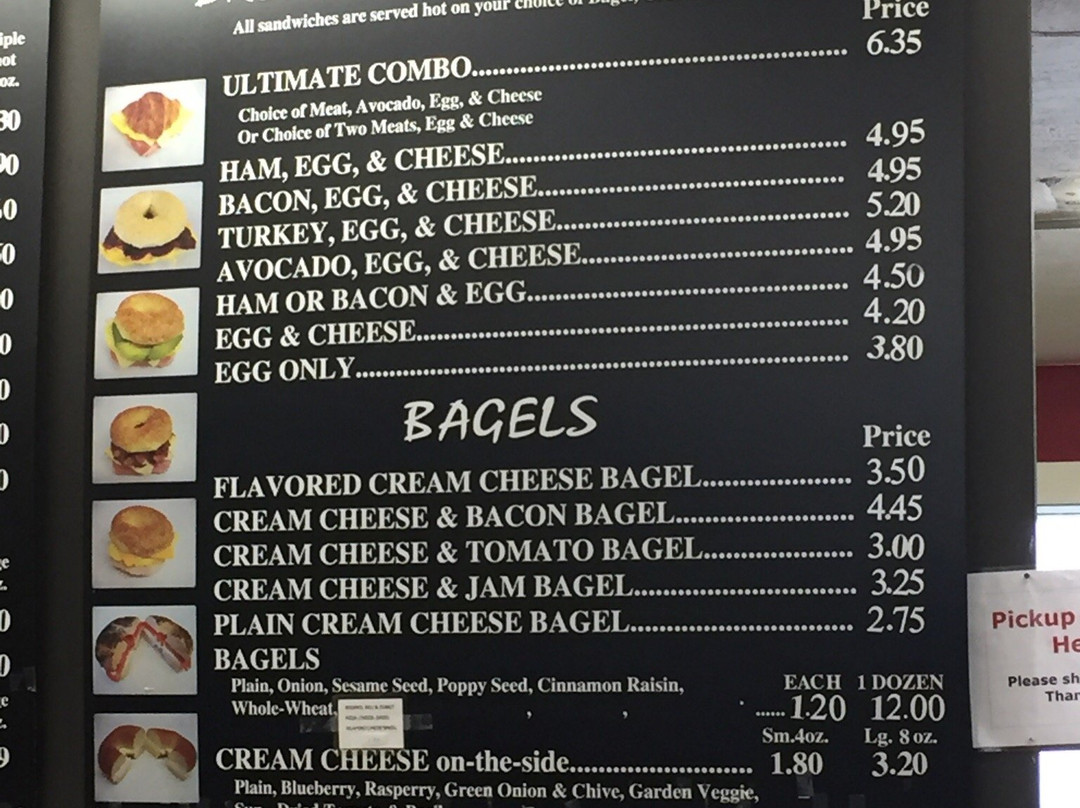 All sandwiches are served hot on your choice of Bagel,
Price
ULTIMATE COMBO........ 6.35
Choice of Meat, Avocado, Egg, & Cheese
Or Choice of Two Meats, Egg & Cheese
HAM, EGG, & CHEESE........ 4.95
BACON, EGG, & CHEESE........ 4.95
TURKEY, EGG, & CHEESE........ 5.20
AVOCADO, EGG, & CHEESE........ 4.95
HAM OR BACON & EGG........ 4.50
EGG & CHEESE........ 4.20
EGG ONLY........ 3.80
BAGELS
Price
FLAVORED CREAM CHEESE BAGEL........ 3.50
CREAM CHEESE & BACON BAGEL........ 4.45
CREAM CHEESE & TOMATO BAGEL........ 3.00
CREAM CHEESE & JAM BAGEL........ 3.25
PLAIN CREAM CHEESE BAGEL........ 2.75
BAGELS
Plain, Onion, Sesame Seed, Poppy Seed, Cinnamon Raisin,
EACH 1 DOZEN
Whole-Wheat, ...... 1.20 12.00
Sm.4oz. Lg. 8 oz.
CREAM CHEESE on-the-side........ 1.80 3.20
Plain, Blueberry, Rasperry, Green Onion & Chive, Garden Veggie,
Pickup
Please